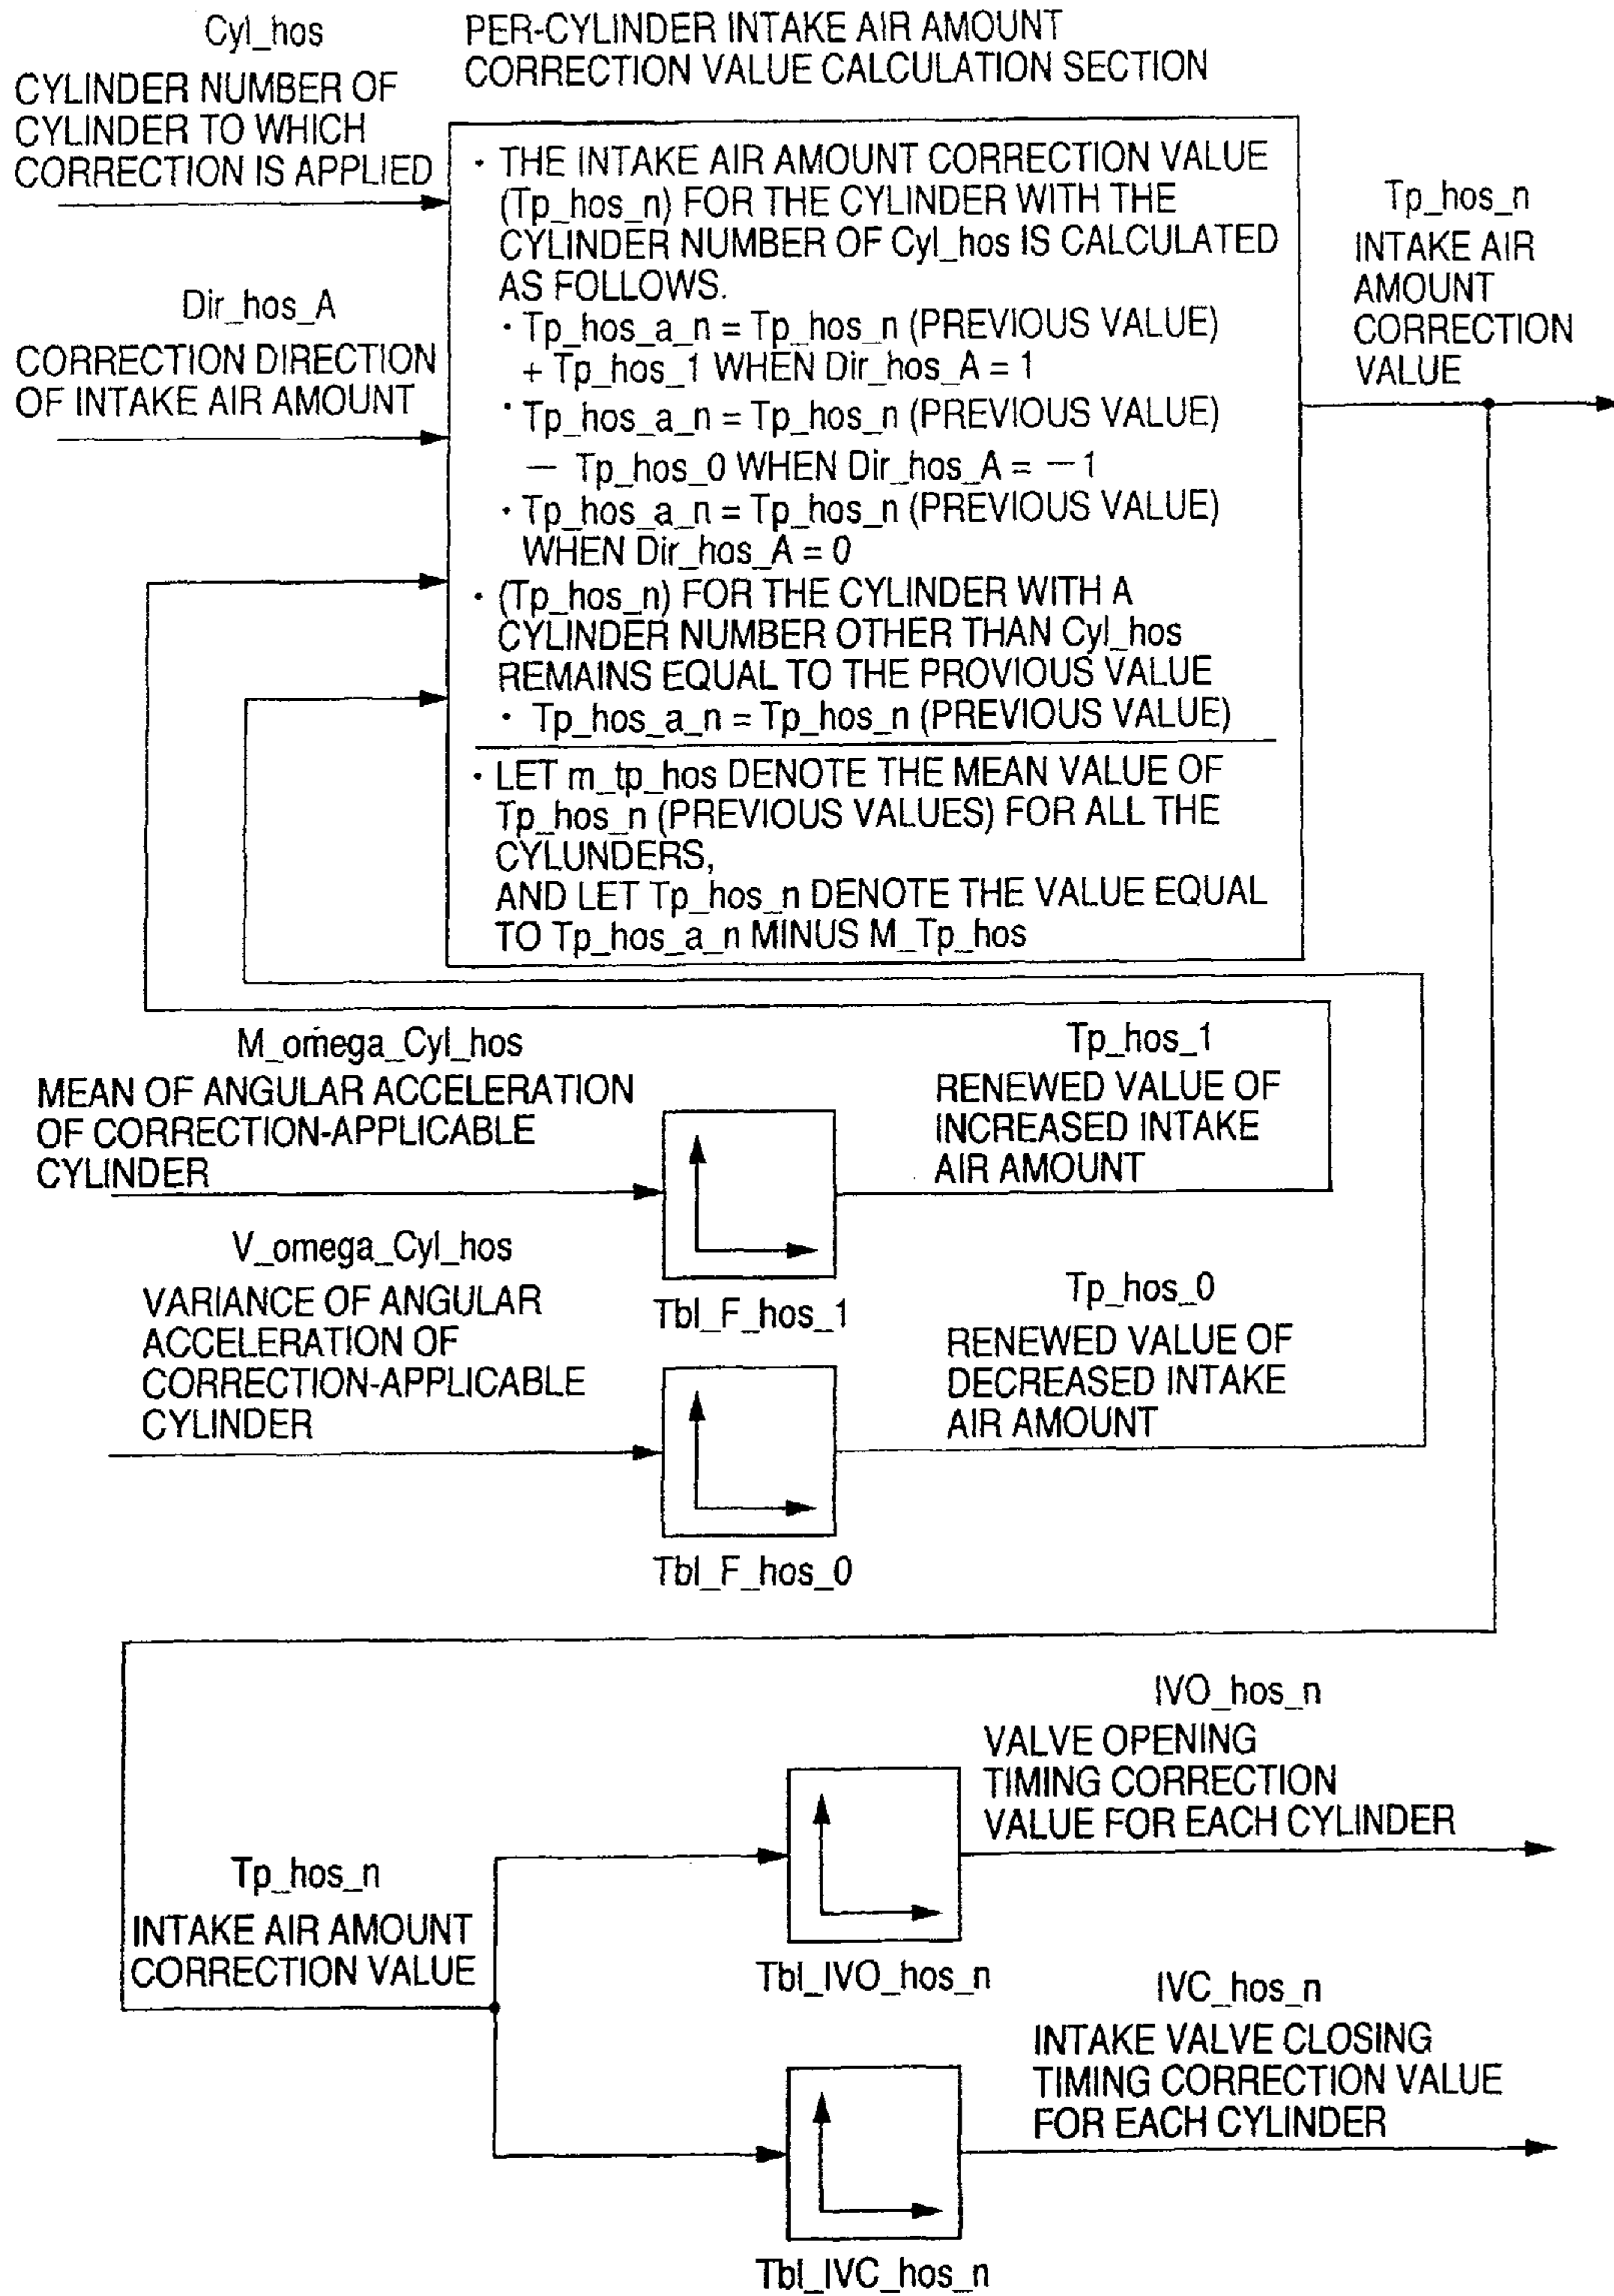 Cyl_hos
CYLINDER NUMBER OF
CYLINDER TO WHICH
CORRECTION IS APPLIED
PER-CYLINDER INTAKE AIR AMOUNT
CORRECTION VALUE CALCULATION SECTION
Dir_hos_A
CORRECTION DIRECTION
OF INTAKE AIR AMOUNT
· THE INTAKE AIR AMOUNT CORRECTION VALUE
(Tp_hos_n) FOR THE CYLINDER WITH THE
CYLINDER NUMBER OF Cyl_hos IS CALCULATED
AS FOLLOWS.
· Tp_hos_a_n = Tp_hos_n (PREVIOUS VALUE)
+ Tp_hos_1 WHEN Dir_hos_A = 1
· Tp_hos_a_n = Tp_hos_n (PREVIOUS VALUE)
— Tp_hos_0 WHEN Dir_hos_A = —1
· Tp_hos_a_n = Tp_hos_n (PREVIOUS VALUE)
WHEN Dir_hos_A = 0
· (Tp_hos_n) FOR THE CYLINDER WITH A
CYLINDER NUMBER OTHER THAN Cyl_hos
REMAINS EQUAL TO THE PROVIOUS VALUE
· Tp_hos_a_n = Tp_hos_n (PREVIOUS VALUE)
· LET m_tp_hos DENOTE THE MEAN VALUE OF
Tp_hos_n (PREVIOUS VALUES) FOR ALL THE
CYLUNDERS,
AND LET Tp_hos_n DENOTE THE VALUE EQUAL
TO Tp_hos_a_n MINUS M_Tp_hos
Tp_hos_n
INTAKE AIR
AMOUNT
CORRECTION
VALUE
M_omega_Cyl_hos
MEAN OF ANGULAR ACCELERATION
OF CORRECTION-APPLICABLE
CYLINDER
Tbl_F_hos_1
Tp_hos_1
RENEWED VALUE OF
INCREASED INTAKE
AIR AMOUNT
V_omega_Cyl_hos
VARIANCE OF ANGULAR
ACCELERATION OF
CORRECTION-APPLICABLE
CYLINDER
Tbl_F_hos_0
Tp_hos_0
RENEWED VALUE OF
DECREASED INTAKE
AIR AMOUNT
Tp_hos_n
INTAKE AIR AMOUNT
CORRECTION VALUE
IVO_hos_n
VALVE OPENING
TIMING CORRECTION
VALUE FOR EACH CYLINDER
Tbl_IVO_hos_n
IVC_hos_n
INTAKE VALVE CLOSING
TIMING CORRECTION VALUE
FOR EACH CYLINDER
Tbl_IVC_hos_n